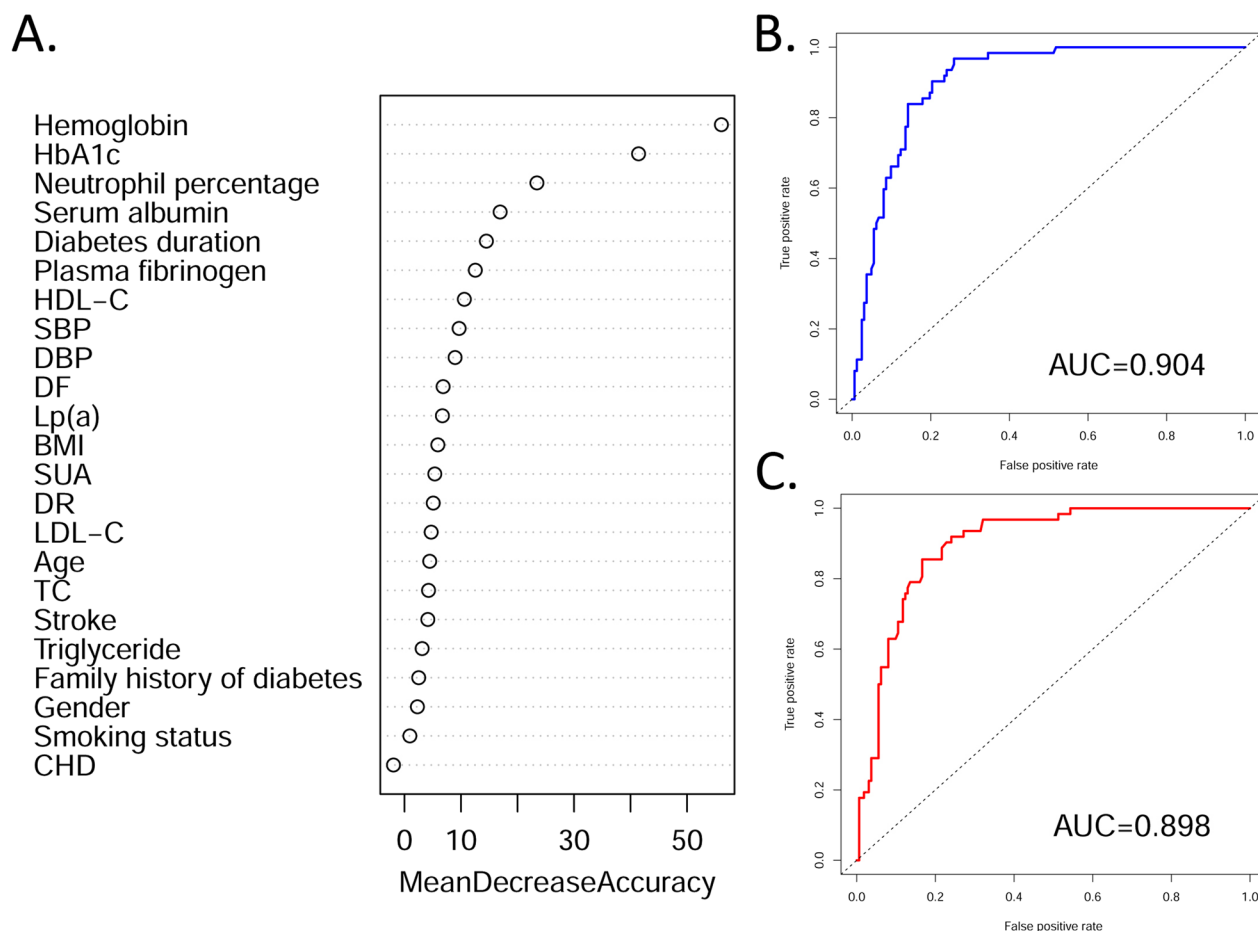 A.
Hemoglobin
HbA1c
Neutrophil percentage
Serum albumin
Diabetes duration
Plasma fibrinogen
HDL−C
SBP
DBP
DF
Lp(a)
BMI
SUA
DR
LDL−C
Age
TC
Stroke
Triglyceride
Family history of diabetes
Gender
Smoking status
CHD
0 10 30 50
MeanDecreaseAccuracy
B.
True positive rate
1.0
0.8
0.6
0.4
0.2
0.0
AUC=0.904
0.0 0.2 0.4 0.6 0.8 1.0
False positive rate
C.
True positive rate
1.0
0.8
0.6
0.4
0.2
0.0
AUC=0.898
0.0 0.2 0.4 0.6 0.8 1.0
False positive rate